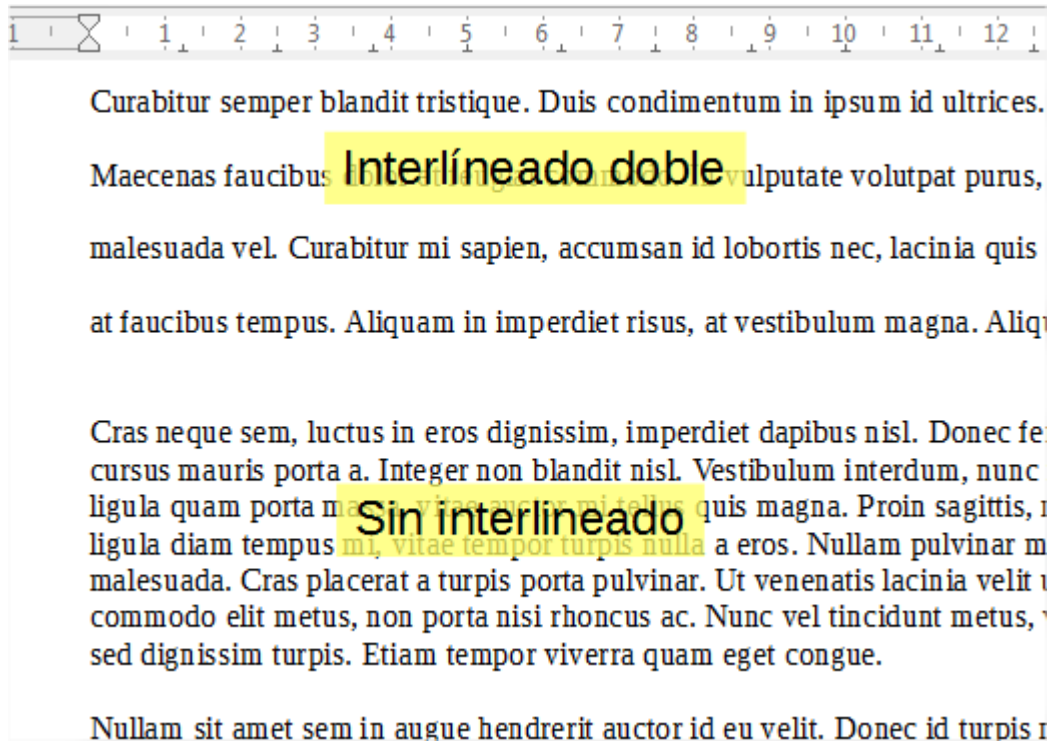 1 1 2 3 4 5 6 7 8 9 10 11 12
Curabitur semper blandit tristique. Duis condimentum in ipsum id ultrices.
Interlíneado doble
Maecenas faucibus vulputate volutpat purus,
malesuada vel. Curabitur mi sapien, accumsan id lobortis nec, lacinia quis
at faucibus tempus. Aliquam in imperdiet risus, at vestibulum magna. Aliqu
Cras neque sem, luctus in eros dignissim, imperdiet dapibus nisl. Donec fe
cursus mauris porta a. Integer non blandit nisl. Vestibulum interdum, nunc
ligula quam porta magna, vitae auctor mi tellus quis magna. Proin sagittis,
Sin interlineado
ligula diam tempus mi, vitae tempor turpis nulla a eros. Nullam pulvinar m
malesuada. Cras placerat a turpis porta pulvinar. Ut venenatis lacinia velit u
commodo elit metus, non porta nisi rhoncus ac. Nunc vel tincidunt metus,
sed dignissim turpis. Etiam tempor viverra quam eget congue.
Nullam sit amet sem in augue hendrerit auctor id eu velit. Donec id turpis